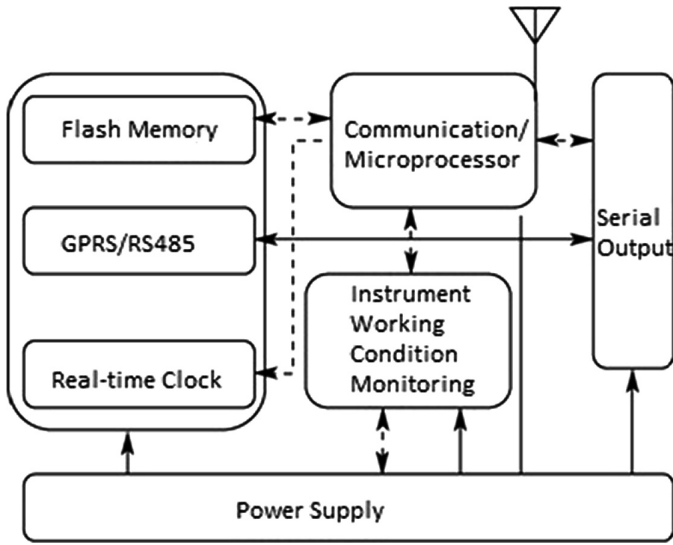 Flash Memory
GPRS/RS485
Real-time Clock
Communication/
Microprocessor
Instrument
Working
Condition
Monitoring
Serial
Output
Power Supply